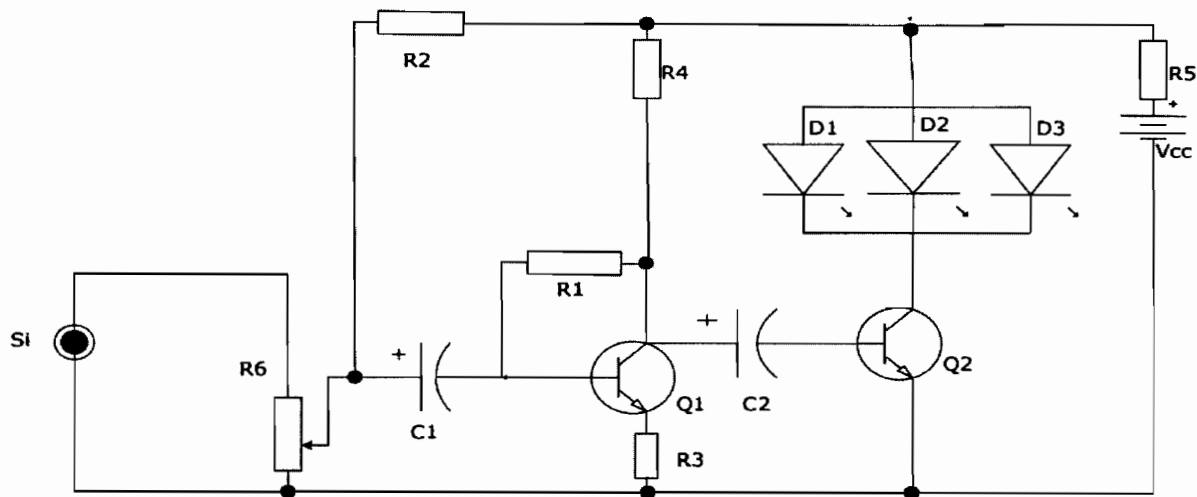 R2
R4
R5
+
Vcc
D1
D2
D3
R1
Si
R6
+
C1
Q1
+
C2
Q2
R3